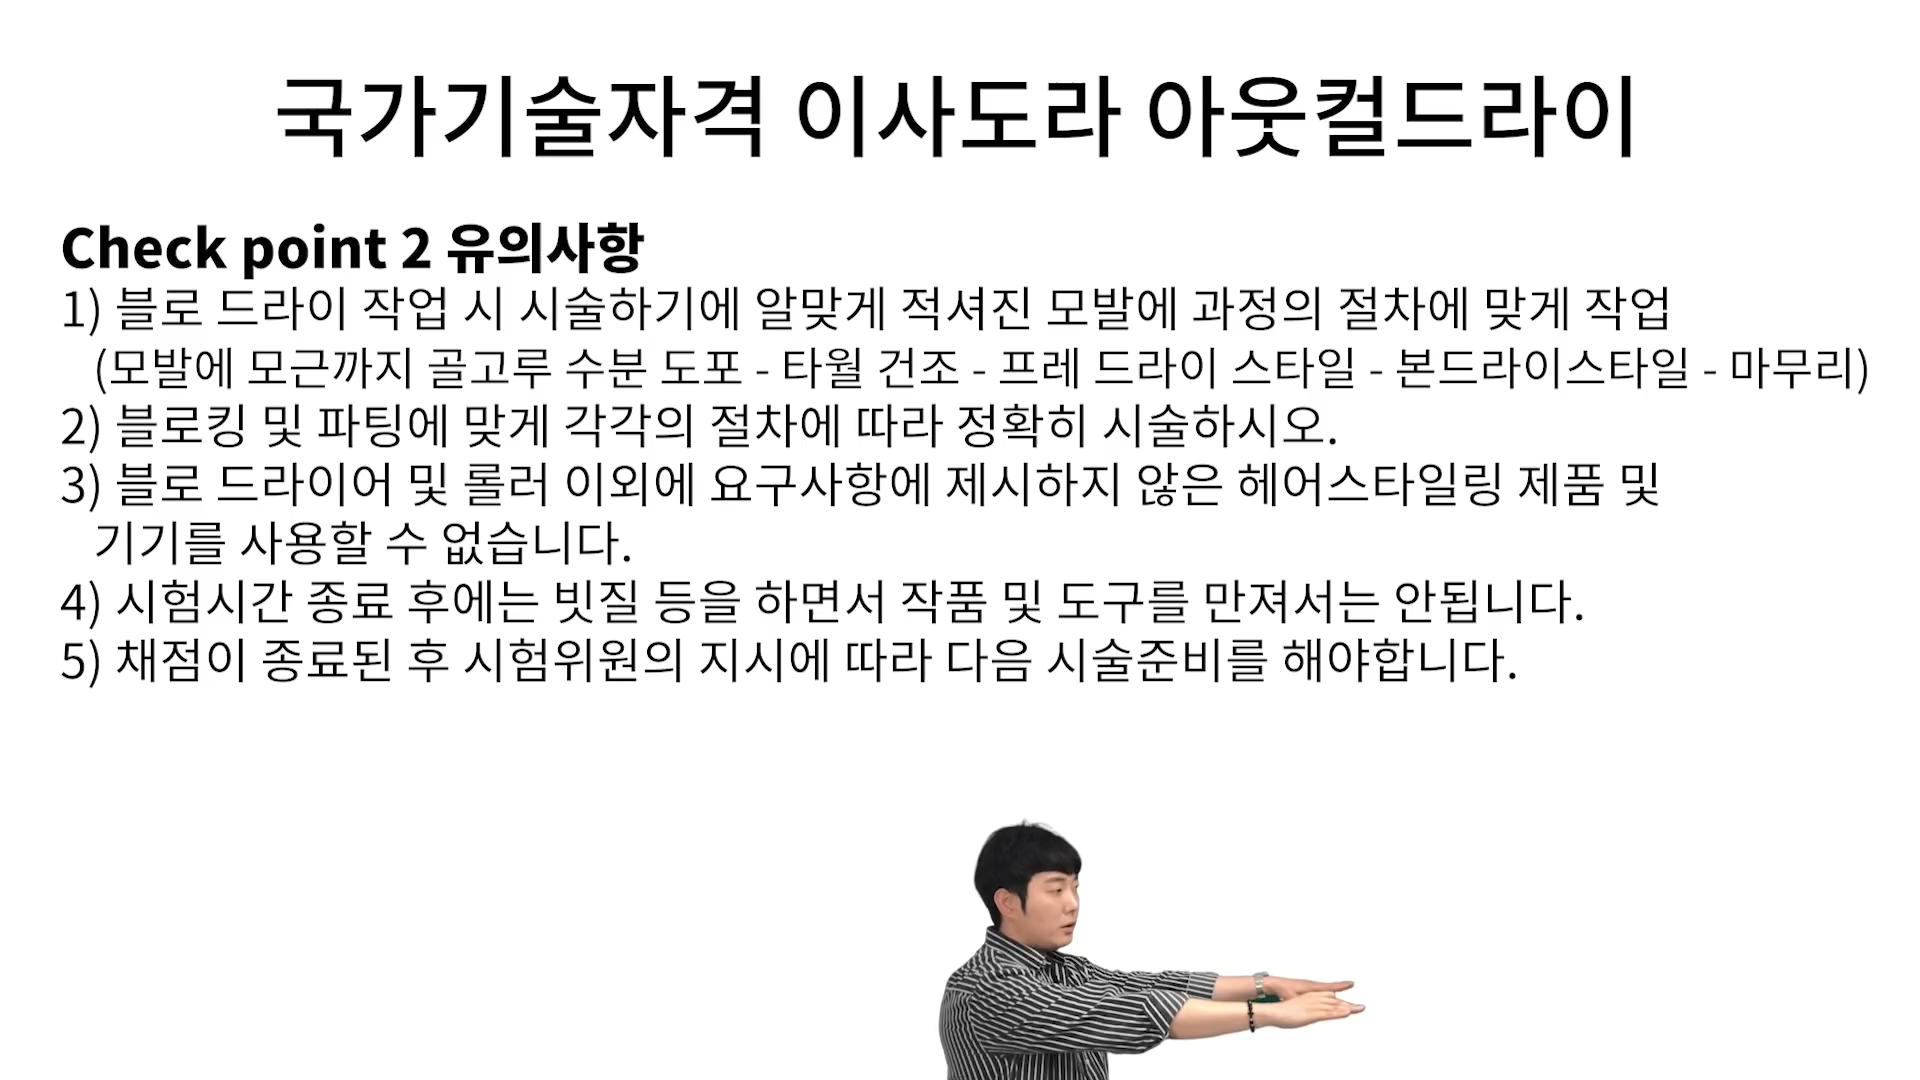 국가기술자격 이사도라 아웃컬드라이
Check point 2 유의사항
1) 블로 드라이 작업 시 시술하기에 알맞게 적셔진 모발에 과정의 절차에 맞게 작업
(모발에 모근까지 골고루 수분 도포 - 타월 건조 - 프레 드라이 스타일 - 본드라이스타일 - 마무리)
2) 블로킹 및 파팅에 맞게 각각의 절차에 따라 정확히 시술하시오.
3) 블로 드라이어 및 롤러 이외에 요구사항에 제시하지 않은 헤어스타일링 제품 및
기기를 사용할 수 없습니다.
4) 시험시간 종료 후에는 빗질 등을 하면서 작품 및 도구를 만져서는 안됩니다.
5) 채점이 종료된 후 시험위원의 지시에 따라 다음 시술준비를 해야합니다.